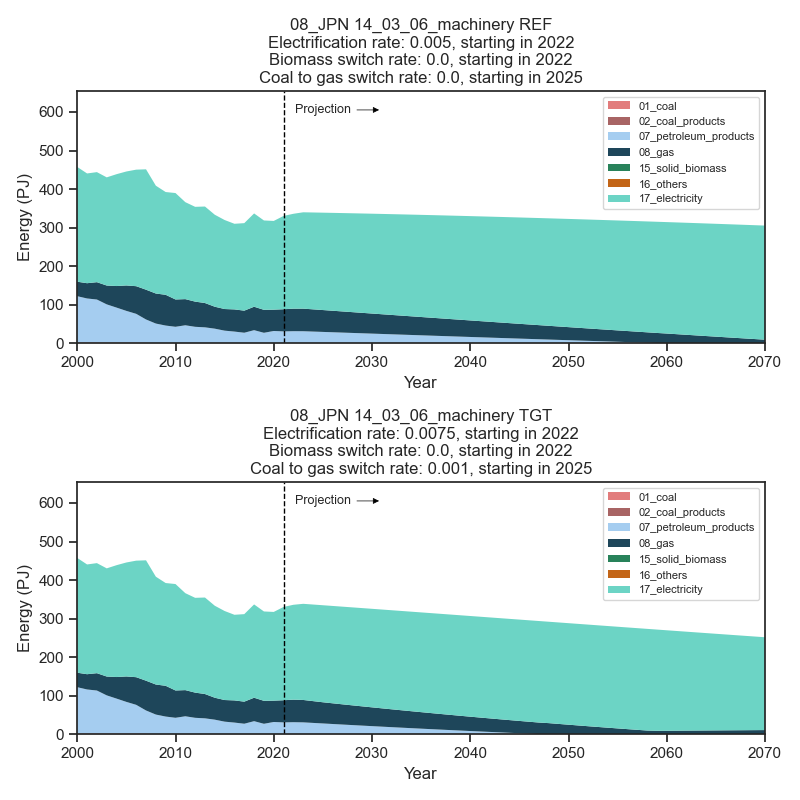 08_JPN 14_03_06_machinery REF
Electrification rate: 0.005, starting in 2022
Biomass switch rate: 0.0, starting in 2022
Coal to gas switch rate: 0.0, starting in 2025
Projection
01_coal
02_coal_products
07_petroleum_products
08_gas
15_solid_biomass
16_others
17_electricity
Energy (PJ)
600
500
400
300
200
100
0
2000 2010 2020 2030 2040 2050 2060 2070
Year
08_JPN 14_03_06_machinery TGT
Electrification rate: 0.0075, starting in 2022
Biomass switch rate: 0.0, starting in 2022
Coal to gas switch rate: 0.001, starting in 2025
Projection
01_coal
02_coal_products
07_petroleum_products
08_gas
15_solid_biomass
16_others
17_electricity
Energy (PJ)
600
500
400
300
200
100
0
2000 2010 2020 2030 2040 2050 2060 2070
Year